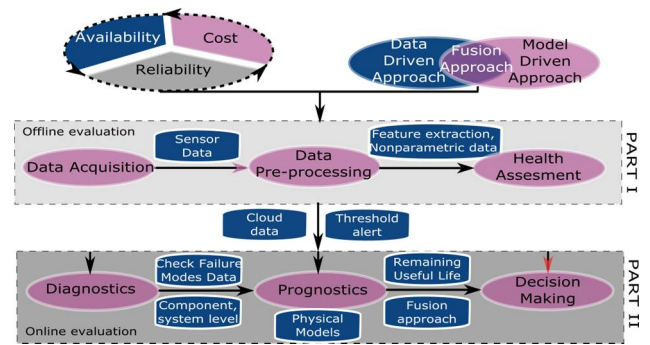 Availability
Cost
Reliability
Data
Driven
Approach
Fusion
Approach
Model
Driven
Approach
Offline evaluation
Sensor
Data
Feature extraction,
Nonparametric data
Data Acquisition
Data
Pre-processing
Health
Assesment
PART I
Cloud
data
Threshold
alert
Check Failure
Modes Data
Remaining
Useful Life
Diagnostics
Prognostics
Decision
Making
Component,
system level
Physical
Models
Fusion
approach
Online evaluation
PART II